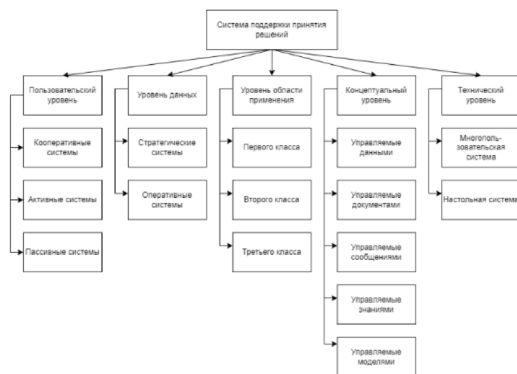 Система поддержки принятия
решений
Пользовательский
уровень
Уровень данных
Уровень области
применения
Концептуальный
уровень
Технический
уровень
Кооперативные
системы
Стратегические
системы
Первого класса
Управляемые
данными
Многополь-
зовательская
система
Активные системы
Оперативные
системы
Второго класса
Управляемые
документами
Настольная система
Пассивные системы
Третьего класса
Управляемые
сообщениями
Управляемые
знаниями
Управляемые
моделями